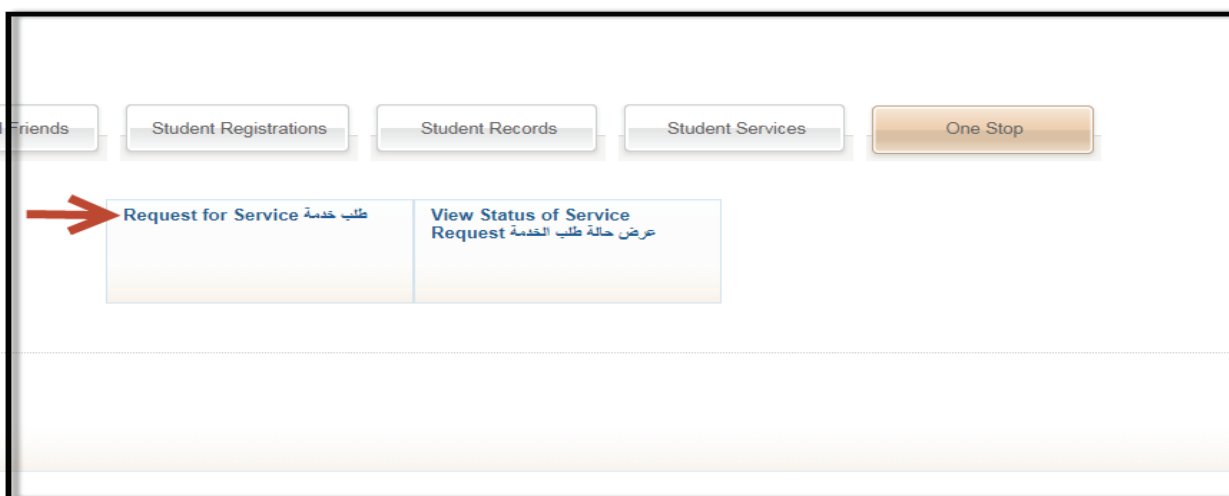 Friends
Student Registrations
Student Records
Student Services
One Stop
Request for Service طلب خدمة
View Status of Service
Request عرض حالة طلب الخدمة